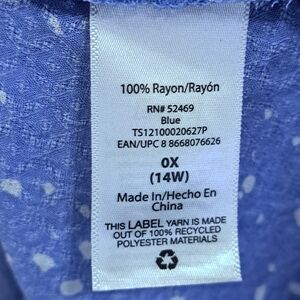 100% Rayon/Rayón
RN# 52469
Blue
TS12100020627P
EAN/UPC 8 8668076626
0X
(14W)
Made In/Hecho En
China
THIS LABEL YARN IS MADE
OUT OF 100% RECYCLED
POLYESTER MATERIALS